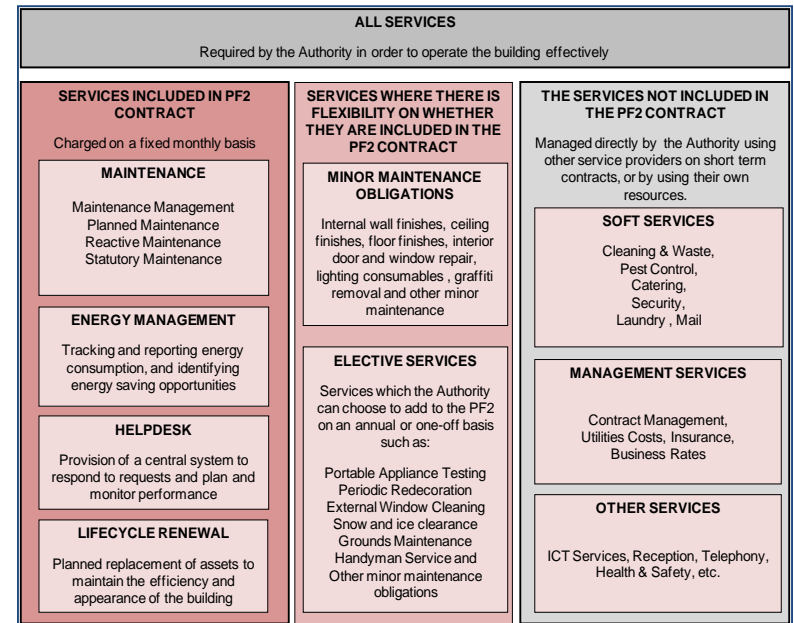 ALL SERVICES
Required by the Authority in order to operate the building effectively
SERVICES INCLUDED IN PF2
CONTRACT
Charged on a fixed monthly basis
MAINTENANCE
Maintenance Management
Planned Maintenance
Reactive Maintenance
Statutory Maintenance
ENERGY MANAGEMENT
Tracking and reporting energy
consumption, and identifying
energy saving opportunities
HELPDESK
Provision of a central system to
respond to requests and plan and
monitor performance
LIFECYCLE RENEWAL
Planned replacement of assets to
maintain the efficiency and
appearance of the building
SERVICES WHERE THERE IS
FLEXIBILITY ON WHETHER
THEY ARE INCLUDED IN THE
PF2 CONTRACT
MINOR MAINTENANCE
OBLIGATIONS
Internal wall finishes, ceiling
finishes, floor finishes, interior
door and window repair,
lighting consumables , graffiti
removal and other minor
maintenance
ELECTIVE SERVICES
Services which the Authority
can choose to add to the PF2
on an annual or one-off basis
such as:
Portable Appliance Testing
Periodic Redecoration
External Window Cleaning
Snow and ice clearance
Grounds Maintenance
Handyman Service and
Other minor maintenance
obligations
THE SERVICES NOT INCLUDED IN
THE PF2 CONTRACT
Managed directly by the Authority using
other service providers on short term
contracts, or by using their own
resources.
SOFT SERVICES
Cleaning & Waste,
Pest Control,
Catering,
Security,
Laundry , Mail
MANAGEMENT SERVICES
Contract Management,
Utilities Costs, Insurance,
Business Rates
OTHER SERVICES
ICT Services, Reception, Telephony,
Health & Safety, etc.